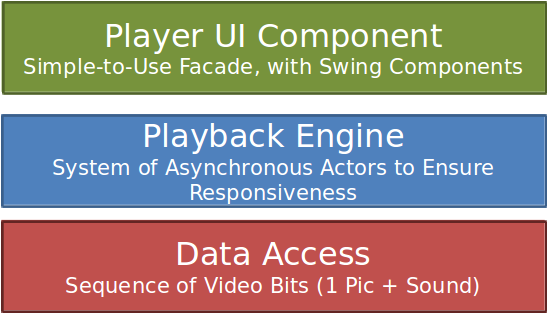 Player UI Component
Simple-to-Use Facade, with Swing Components
Playback Engine
System of Asynchronous Actors to Ensure
Responsiveness
Data Access
Sequence of Video Bits (1 Pic + Sound)